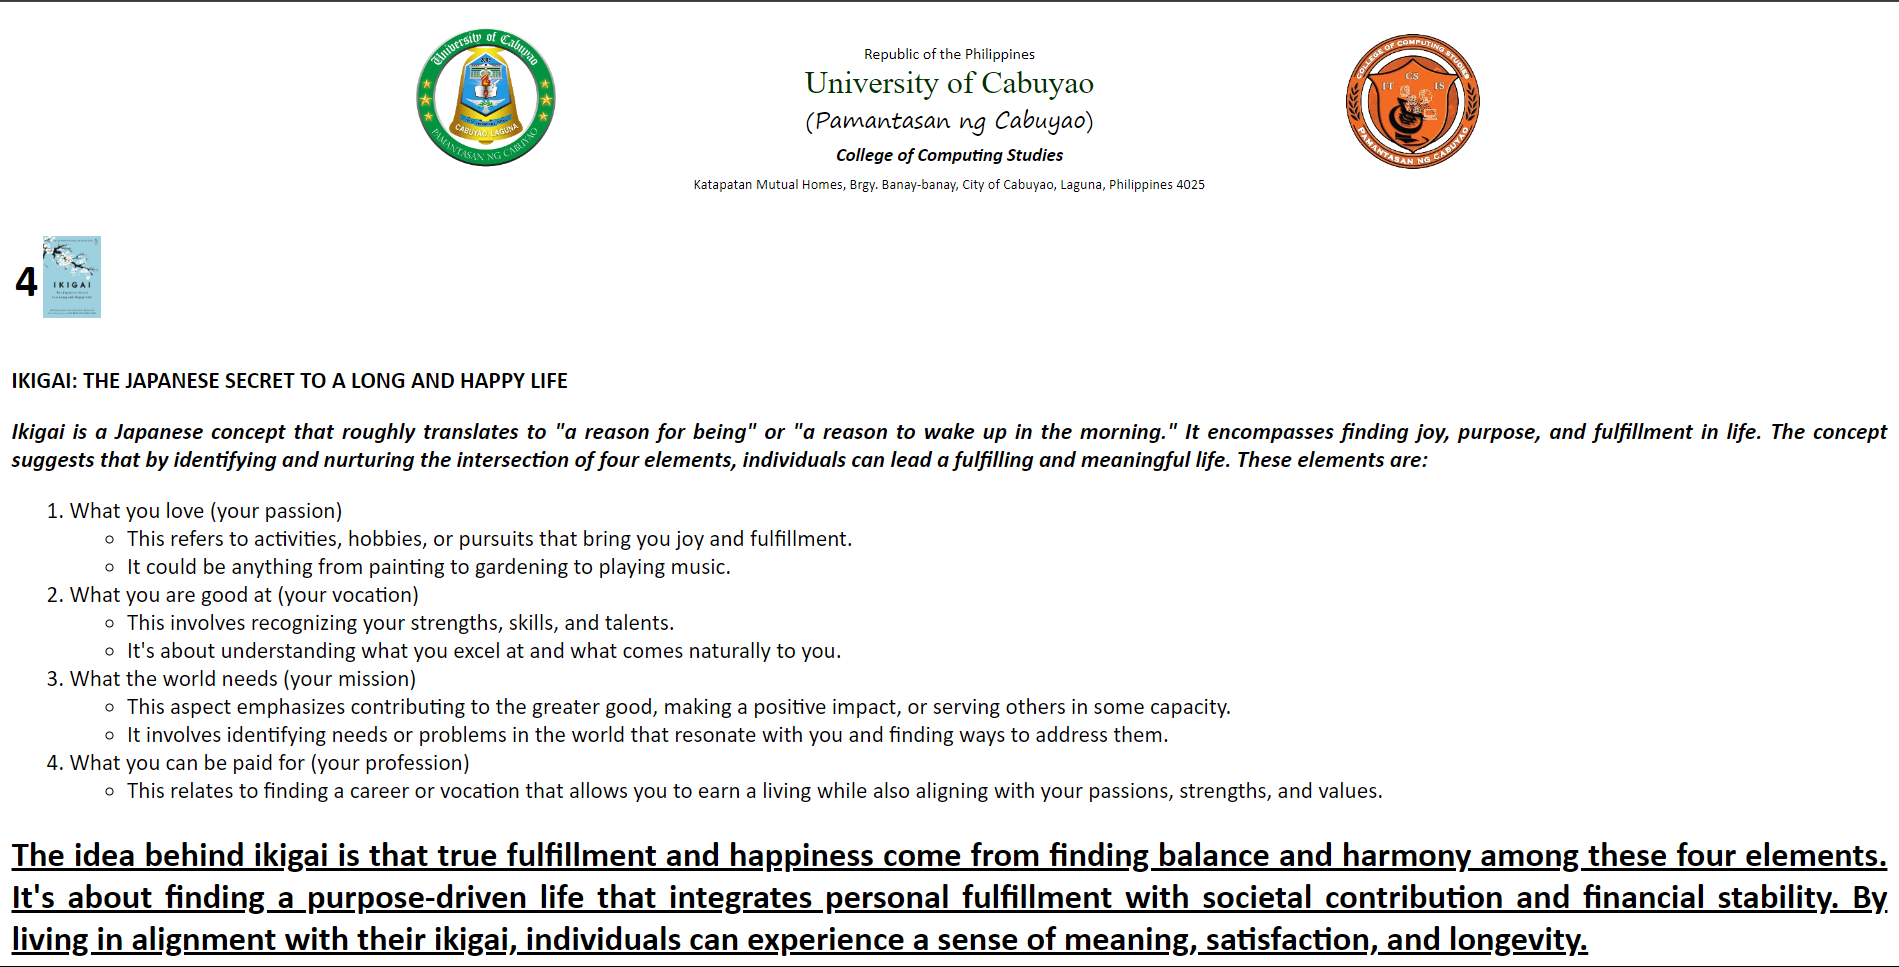 University of Cabuyao
CABUYAO, LAGUNA
PAMANTASAN NG CABUYAO
Republic of the Philippines
University of Cabuyao
(Pamantasan ng Cabuyao)
College of Computing Studies
Katapatan Mutual Homes, Brgy. Banay-banay, City of Cabuyao, Laguna, Philippines 4025
COLLEGE OF COMPUTING STUDIES
CS
IT IS
PAMANTASAN NG CABUYAO
4
IKIGAI
IKIGAI: THE JAPANESE SECRET TO A LONG AND HAPPY LIFE
Ikigai is a Japanese concept that roughly translates to "a reason for being" or "a reason to wake up in the morning." It encompasses finding joy, purpose, and fulfillment in life. The concept
suggests that by identifying and nurturing the intersection of four elements, individuals can lead a fulfilling and meaningful life. These elements are:
1. What you love (your passion)
○ This refers to activities, hobbies, or pursuits that bring you joy and fulfillment.
○ It could be anything from painting to gardening to playing music.
2. What you are good at (your vocation)
○ This involves recognizing your strengths, skills, and talents.
○ It's about understanding what you excel at and what comes naturally to you.
3. What the world needs (your mission)
○ This aspect emphasizes contributing to the greater good, making a positive impact, or serving others in some capacity.
○ It involves identifying needs or problems in the world that resonate with you and finding ways to address them.
4. What you can be paid for (your profession)
○ This relates to finding a career or vocation that allows you to earn a living while also aligning with your passions, strengths, and values.
The idea behind ikigai is that true fulfillment and happiness come from finding balance and harmony among these four elements.
It's about finding a purpose-driven life that integrates personal fulfillment with societal contribution and financial stability. By
living in alignment with their ikigai, individuals can experience a sense of meaning, satisfaction, and longevity.